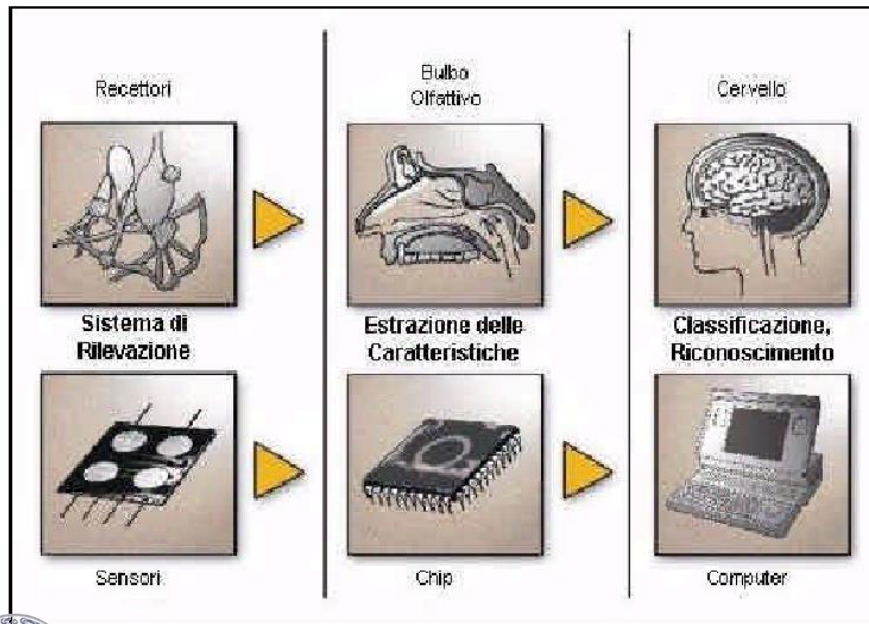 Recettori
Bulbo
Olfattivo
Cervello
Sistema di
Rilevazione
Estrazione delle
Caratteristiche
Classificazione,
Riconoscimento
Sensori
Chip
Computer